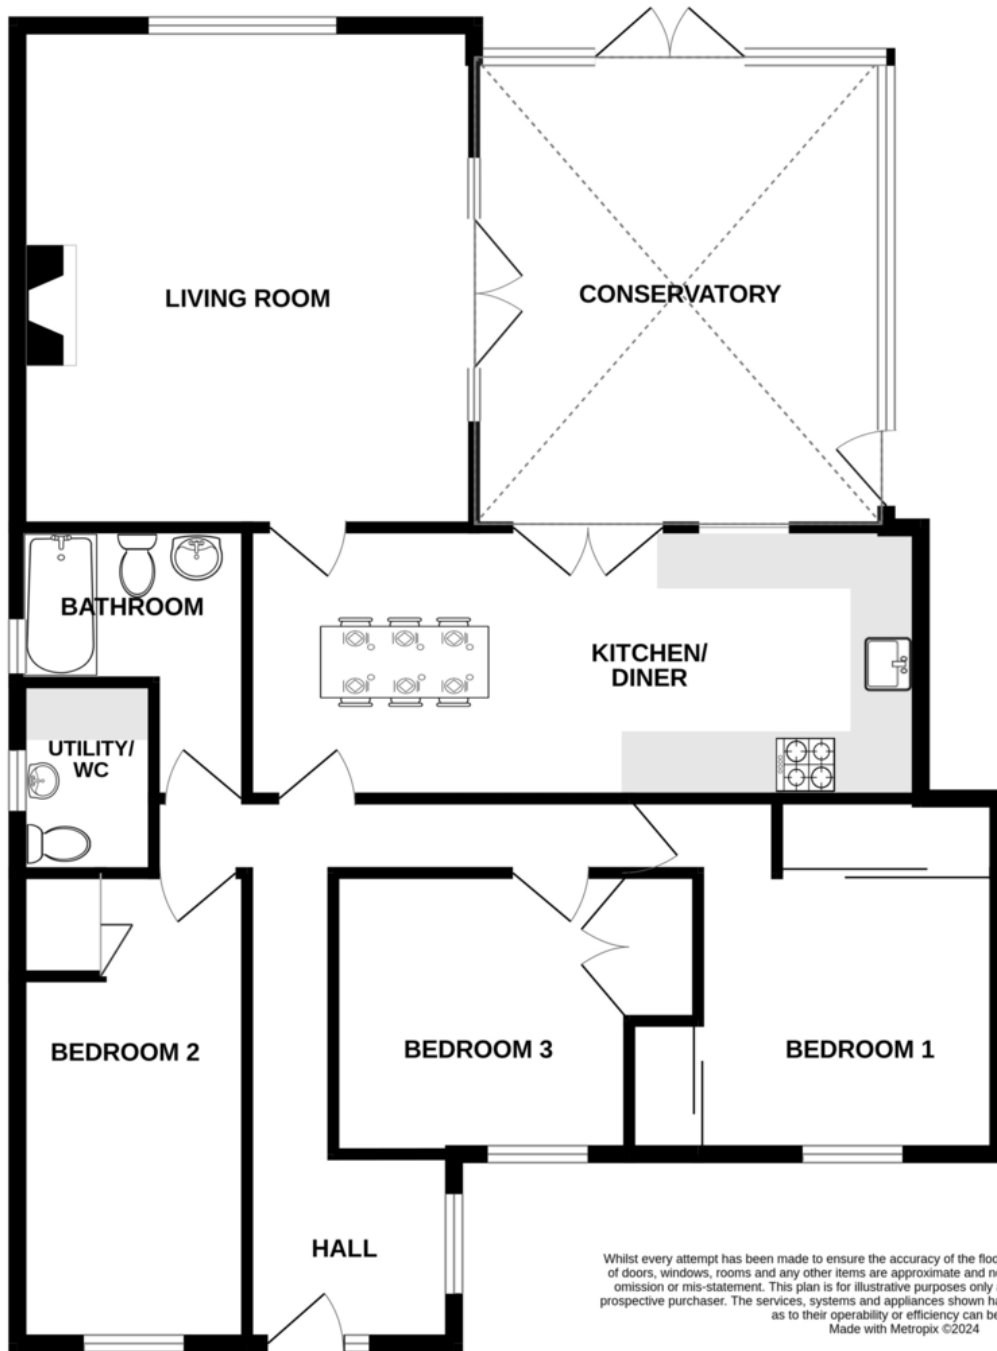 LIVING ROOM
CONSERVATORY
BATHROOM
KITCHEN/
DINER
UTILITY/
WC
BEDROOM 2
BEDROOM 3
BEDROOM 1
HALL
Whilst every attempt has been made to ensure the accuracy of the
of doors, windows, rooms and any other items are approximate and
omission or mis-statement. This plan is for illustrative purposes only
prospective purchaser. The services, systems and appliances shown
as to their operability or efficiency can be
Made with Metropix ©2024